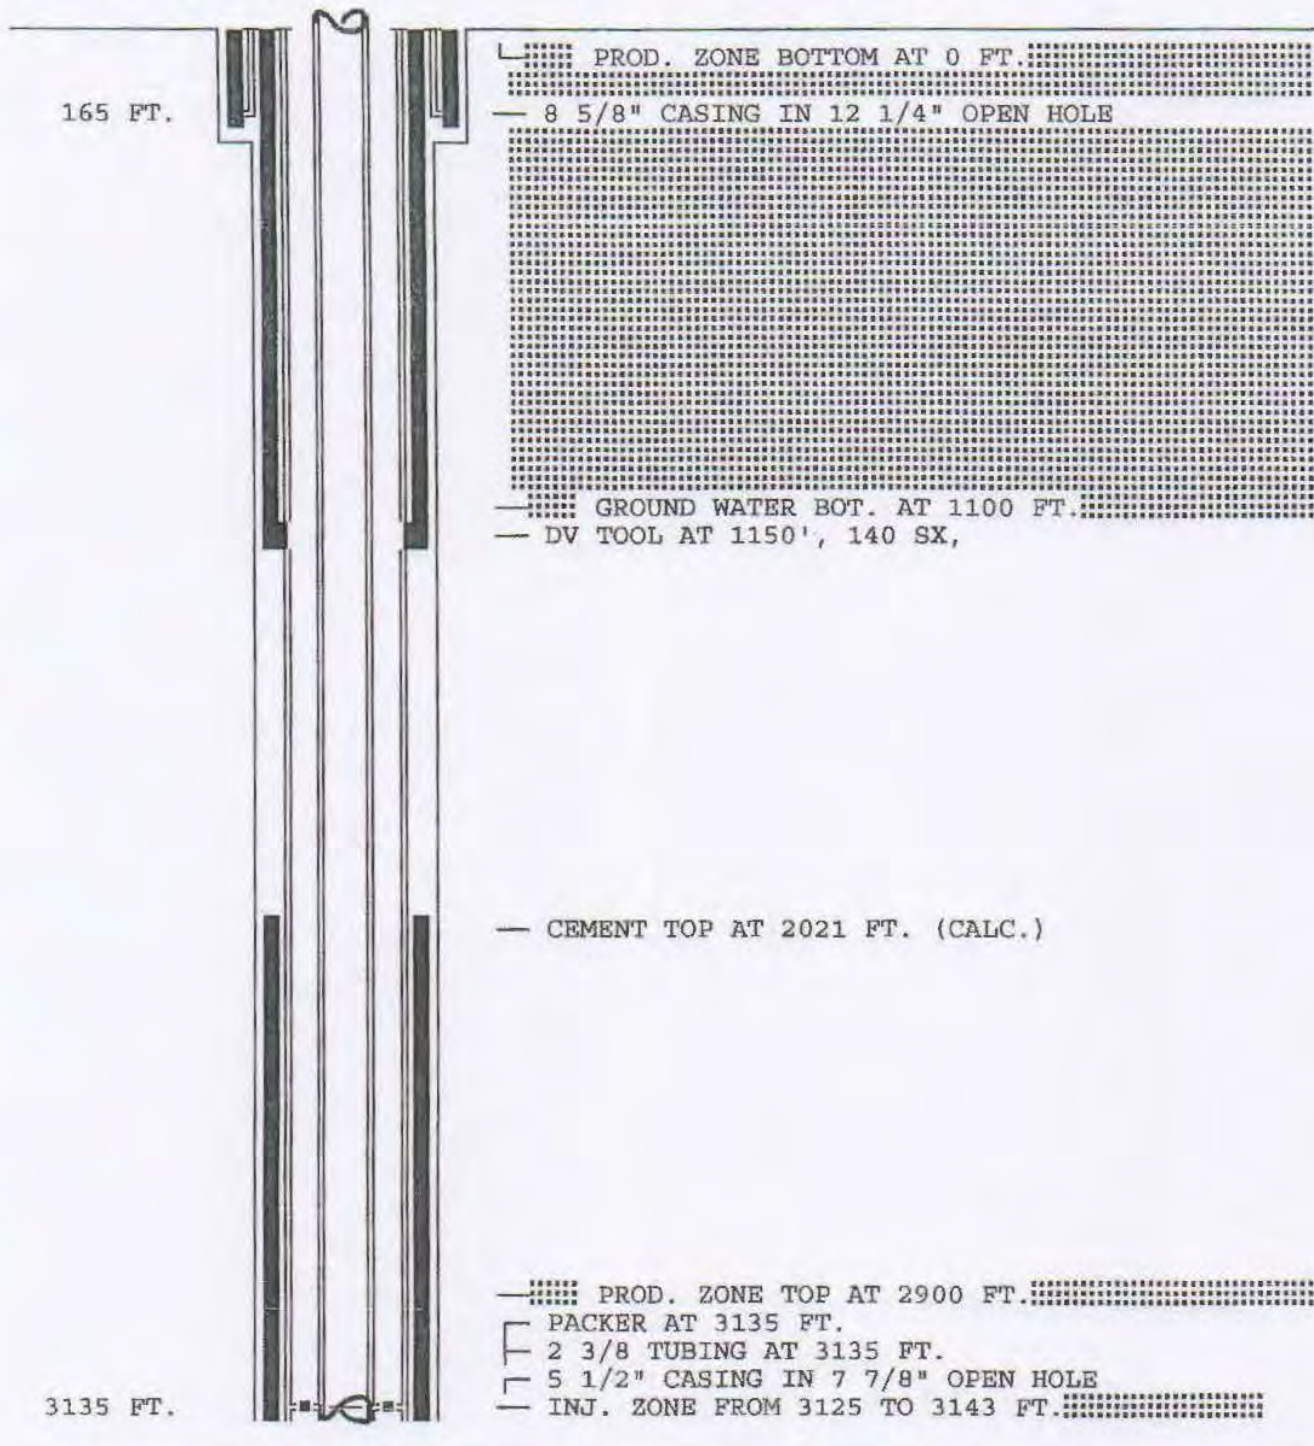 PROD. ZONE BOTTOM AT 0 FT.
165 FT.
8 5/8" CASING IN 12 1/4" OPEN HOLE
GROUND WATER BOT. AT 1100 FT.
DV TOOL AT 1150', 140 SX,
CEMENT TOP AT 2021 FT. (CALC.)
PROD. ZONE TOP AT 2900 FT.
PACKER AT 3135 FT.
2 3/8 TUBING AT 3135 FT.
5 1/2" CASING IN 7 7/8" OPEN HOLE
3135 FT.
INJ. ZONE FROM 3125 TO 3143 FT.